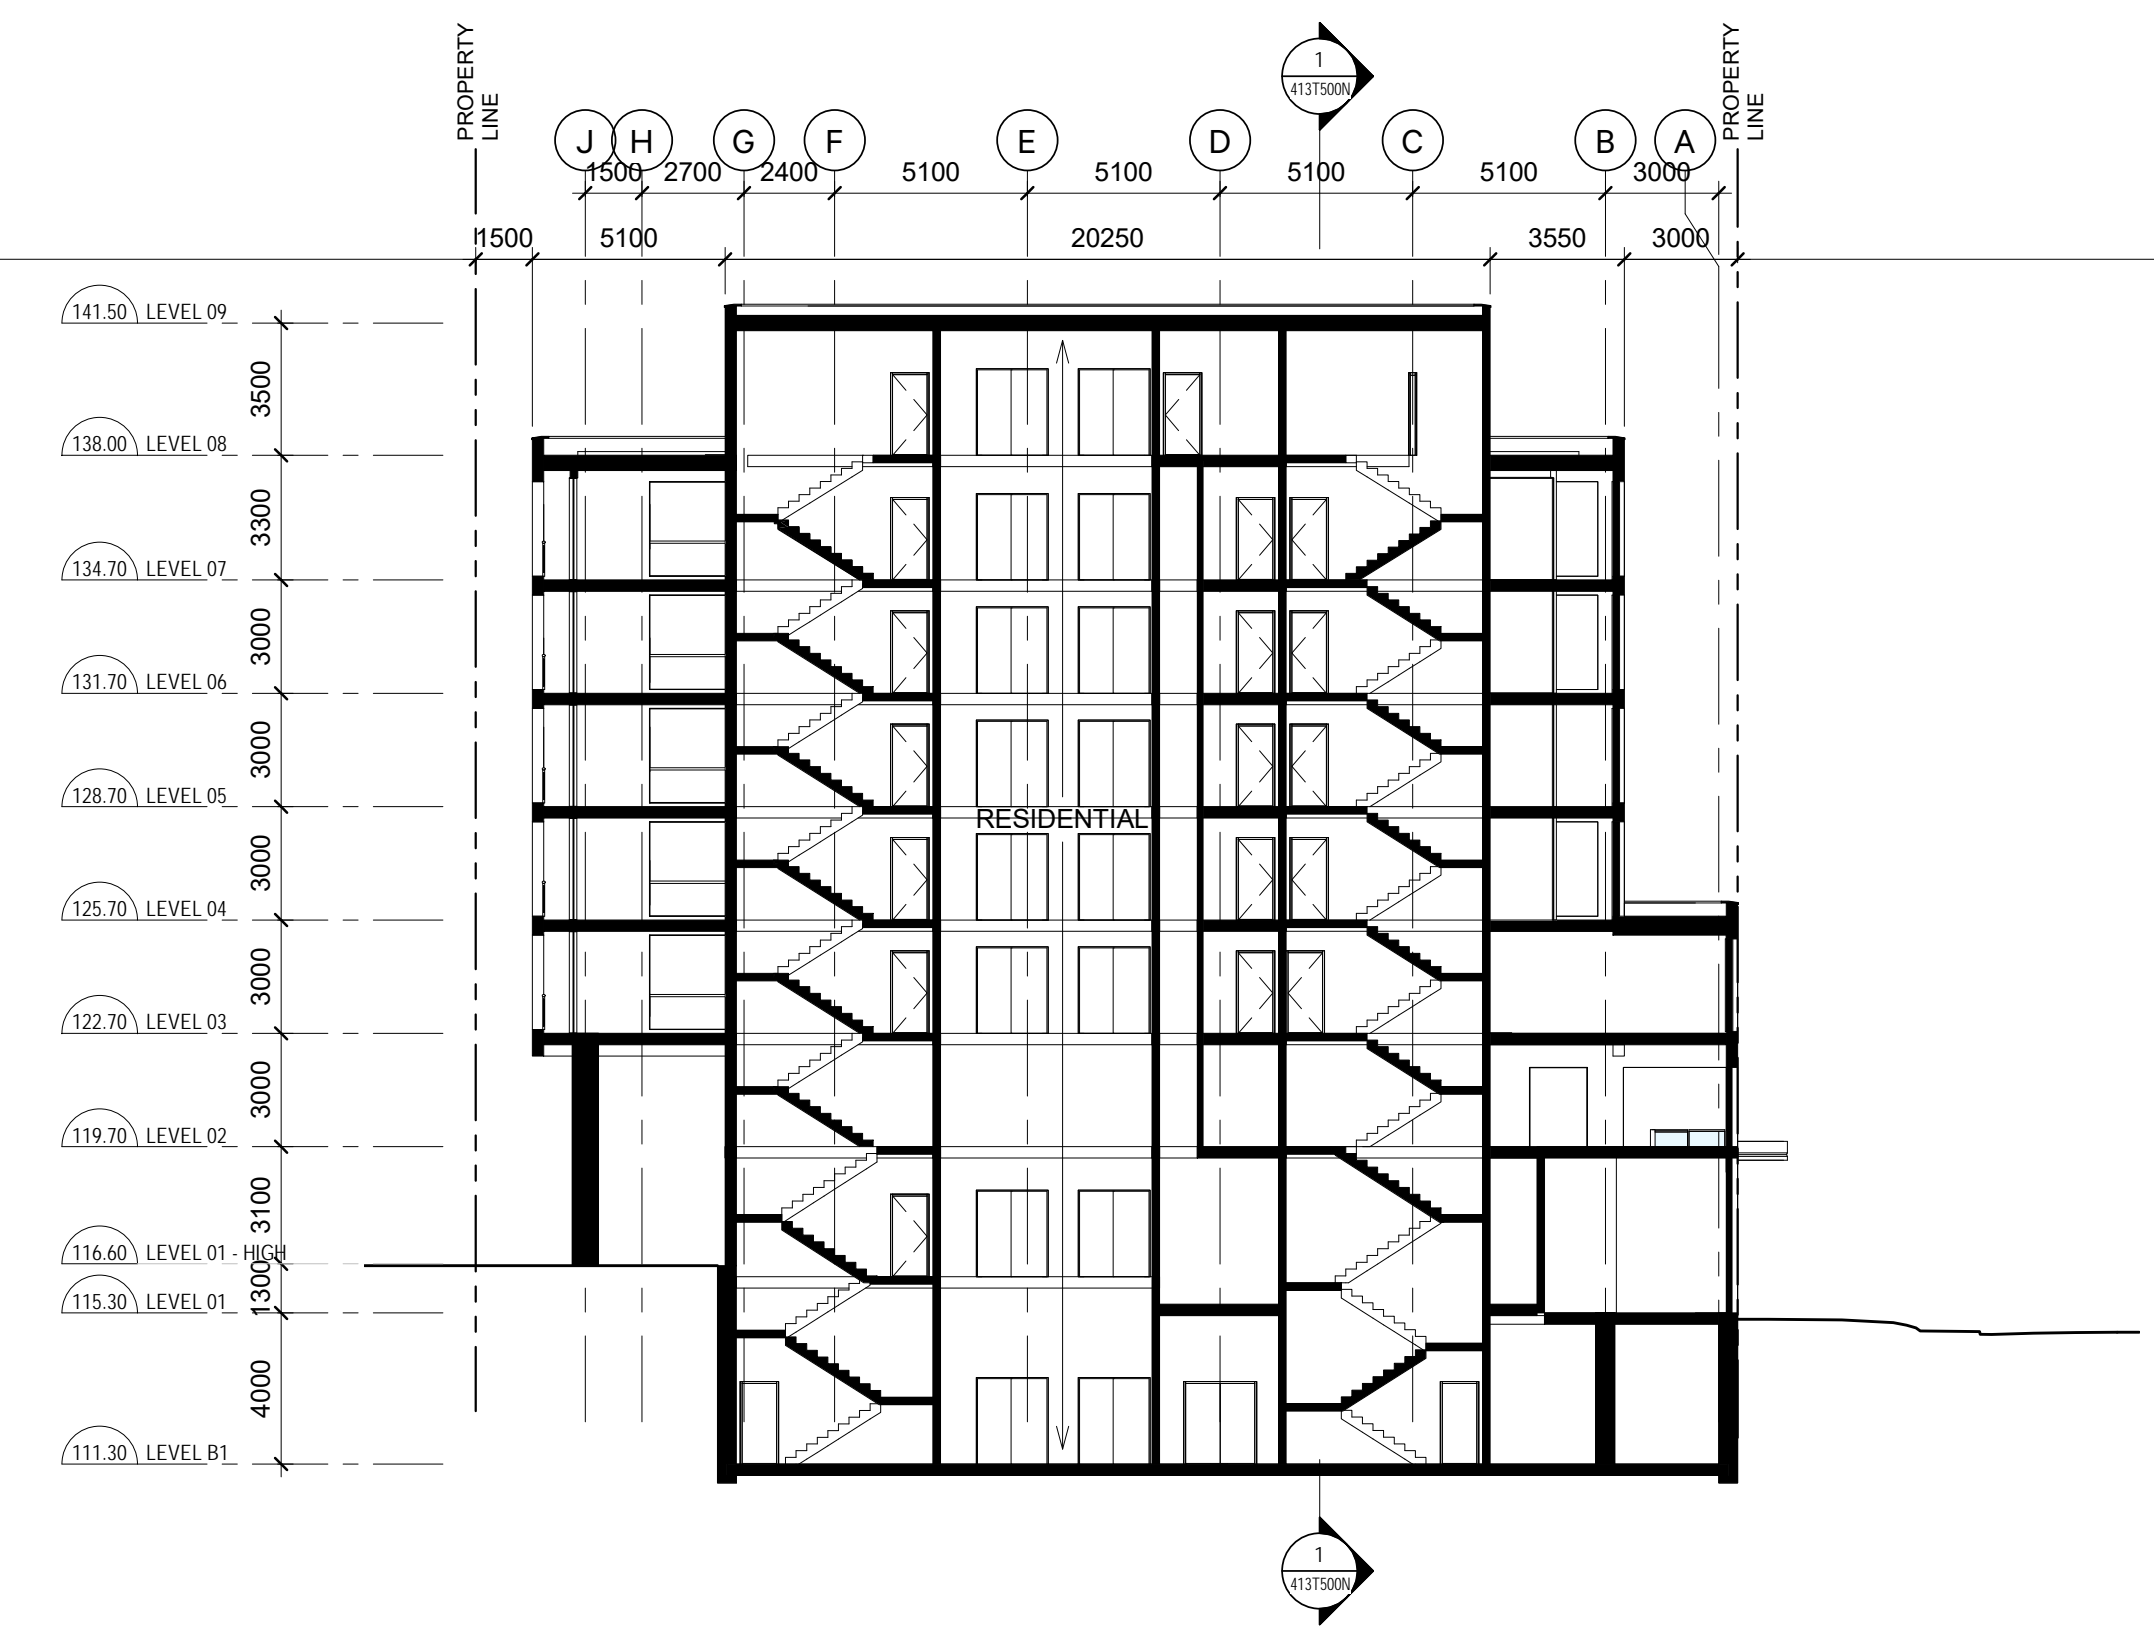 PROPERTY
LINE
1
413T500N
PROPERTY
LINE
J
H
G
F
E
D
C
B
A
1500
2700
2400
5100
5100
5100
5100
3000
1500
5100
20250
3550
3000
141.50 LEVEL 09
3500
138.00 LEVEL 08
3300
134.70 LEVEL 07
3000
131.70 LEVEL 06
3000
128.70 LEVEL 05
RESIDENTIAL
3000
125.70 LEVEL 04
3000
122.70 LEVEL 03
3000
119.70 LEVEL 02
3100
116.60 LEVEL 01 - HIGH
1300
115.30 LEVEL 01
4000
111.30 LEVEL B1
1
413T500N